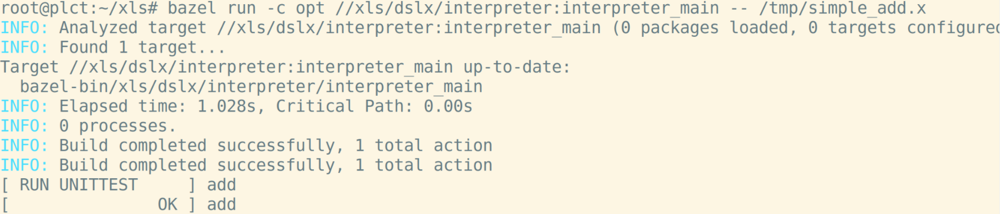 root@plct:~/xls# bazel run -c opt //xls/dslx/interpreter:interpreter_main -- /tmp/simple_add.x
INFO: Analyzed target //xls/dslx/interpreter:interpreter_main (0 packages loaded, 0 targets configured
INFO: Found 1 target...
Target //xls/dslx/interpreter:interpreter_main up-to-date:
  bazel-bin/xls/dslx/interpreter/interpreter_main
INFO: Elapsed time: 1.028s, Critical Path: 0.00s
INFO: 0 processes.
INFO: Build completed successfully, 1 total action
INFO: Build completed successfully, 1 total action
[ RUN UNITTEST     ] add
[               OK ] add